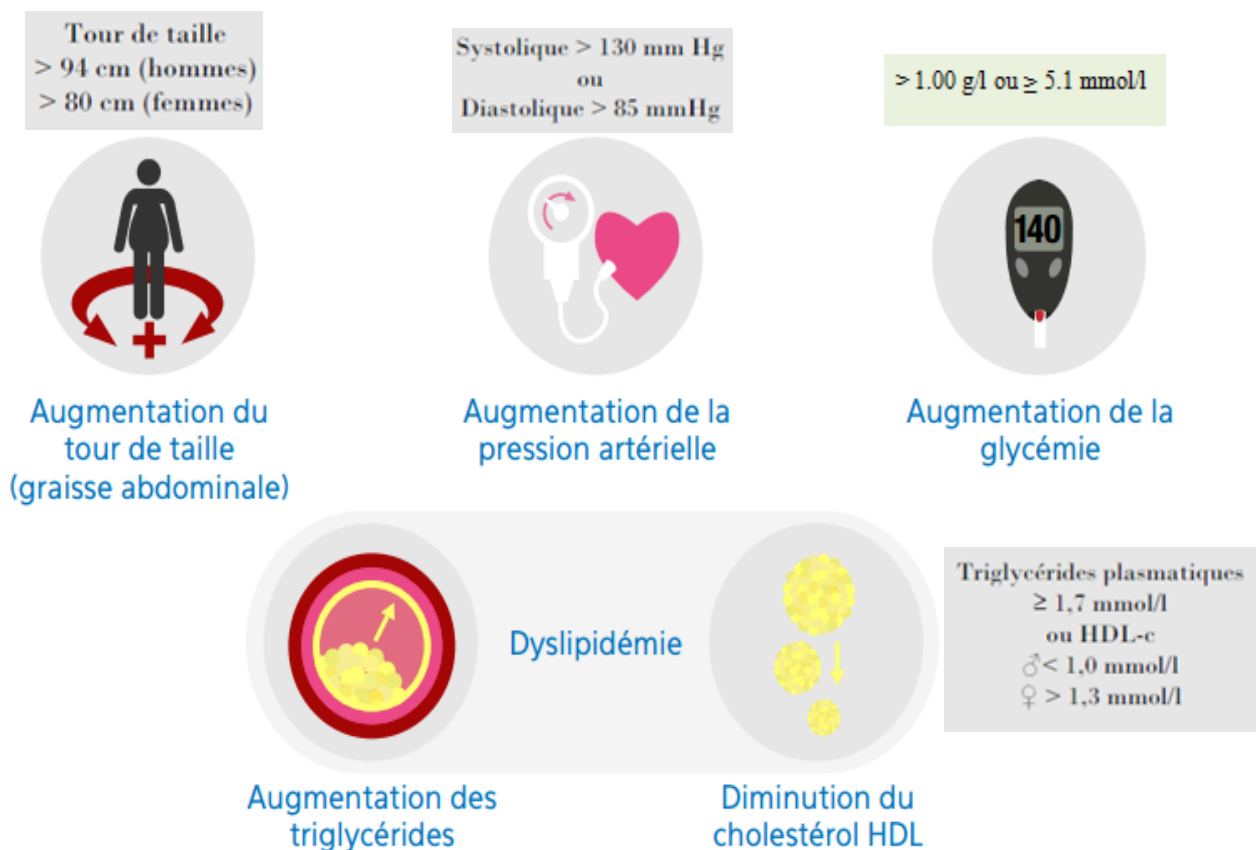 Tour de taille
> 94 cm (hommes)
> 80 cm (femmes)
Systolique > 130 mm Hg
ou
Diastolique > 85 mmHg
> 1.00 g/l ou ≥ 5.1 mmol/l
140
Augmentation du
tour de taille
(graisse abdominale)
Augmentation de la
pression artérielle
Augmentation de la
glycémie
Dyslipidémie
Triglycérides plasmatiques
≥ 1,7 mmol/l
ou HDL-c
♂< 1,0 mmol/l
♀ > 1,3 mmol/l
Augmentation des
triglycérides
Diminution du
cholestérol HDL